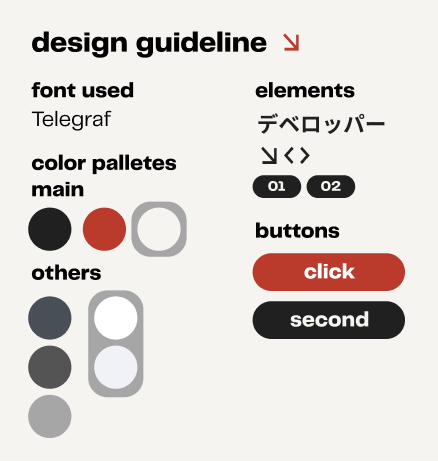 design guideline
font used
Telegraf
color palletes
main
others
elements
デベロッパー
01 02
buttons
click
second